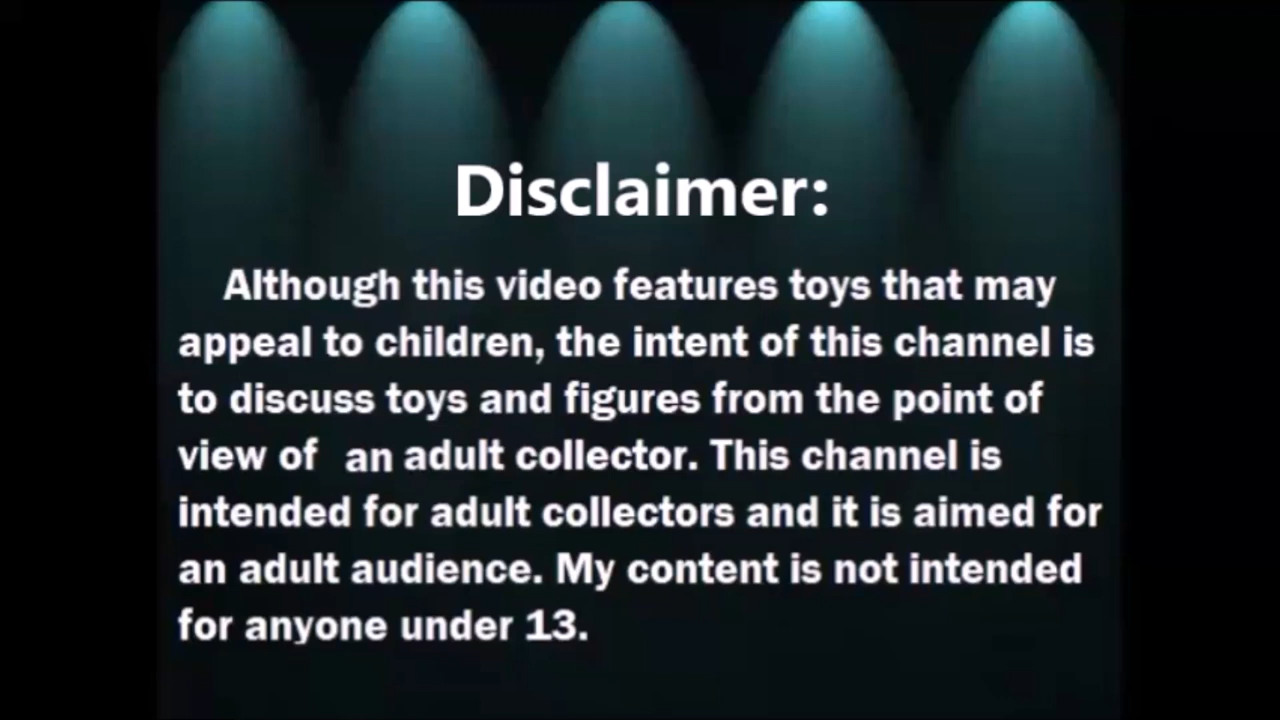 Disclaimer:
Although this video features toys that may
appeal to children, the intent of this channel is
to discuss toys and figures from the point of
view of an adult collector. This channel is
intended for adult collectors and it is aimed for
an adult audience. My content is not intended
for anyone under 13.